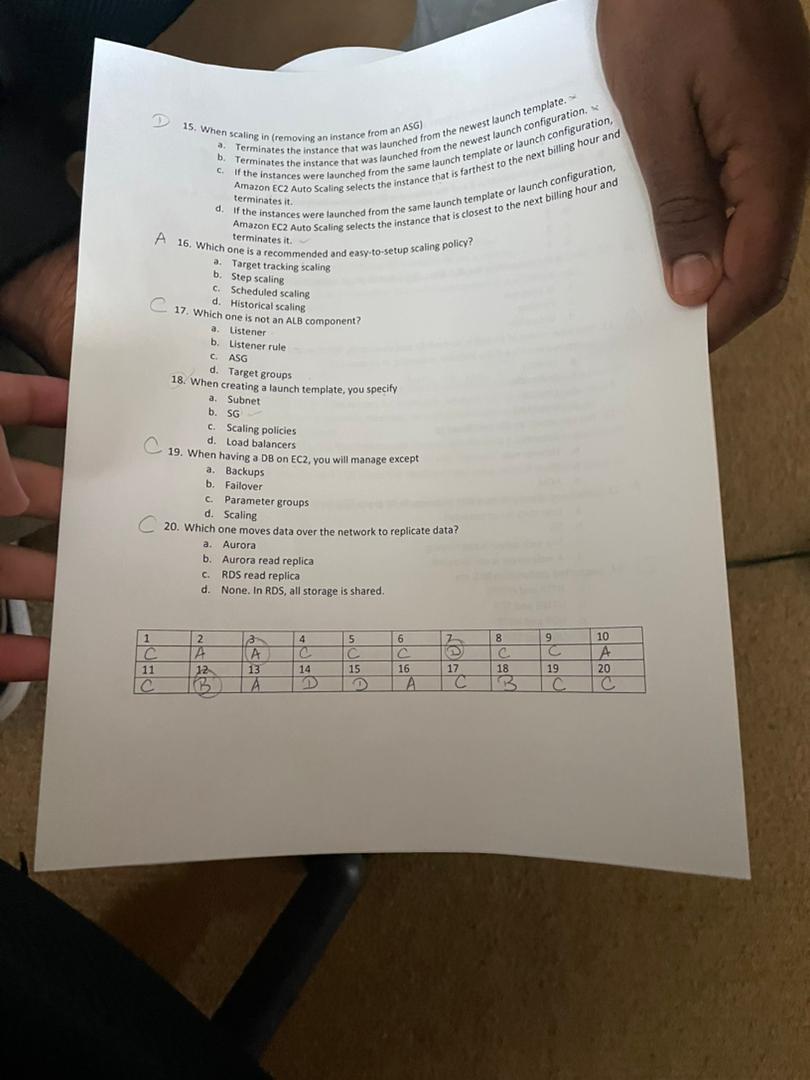 D 15. When scaling in (removing an instance from an ASG)
a. Terminates the instance that was launched from the newest launch template. ×
b. Terminates the instance that was launched from the newest launch configuration. ×
c. If the instances were launched from the same launch template or launch configuration,
Amazon EC2 Auto Scaling selects the instance that is farthest to the next billing hour and
terminates it.
d. If the instances were launched from the same launch template or launch configuration,
Amazon EC2 Auto Scaling selects the instance that is closest to the next billing hour and
terminates it. ✓
A 16. Which one is a recommended and easy-to-setup scaling policy?
a. Target tracking scaling
b. Step scaling
c. Scheduled scaling
d. Historical scaling
C 17. Which one is not an ALB component?
a. Listener
b. Listener rule
c. ASG
d. Target groups
18. When creating a launch template, you specify
a. Subnet
b. SG ✓
c. Scaling policies
d. Load balancers
C 19. When having a DB on EC2, you will manage except
a. Backups
b. Failover
c. Parameter groups
d. Scaling
C 20. Which one moves data over the network to replicate data?
a. Aurora
b. Aurora read replica
c. RDS read replica
d. None. In RDS, all storage is shared.
1 2 3 4 5 6 7 8 9 10
C A A C C C D C C A
11 12 13 14 15 16 17 18 19 20
C B A D D A C B C C